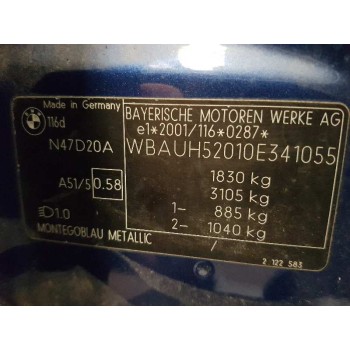 Made in Germany
BMW
116d
BAYERISCHE MOTOREN WERKE AG
e1*2001/116*0287*
N47D20A
WBAUH52010E341055
1830 kg
3105 kg
A51/5 0.58
1- 885 kg
1.0
2- 1040 kg
MONTEGOBLAU METALLIC
/
2 122 583